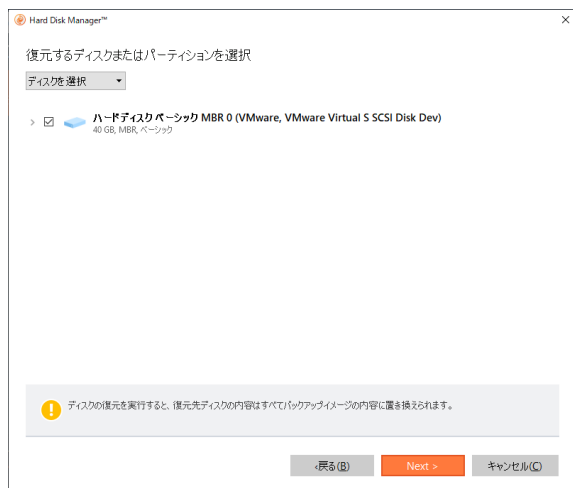 Hard Disk Manager™
復元するディスクまたはパーティションを選択
ディスクを選択
ハードディスク ベーシック MBR 0 (VMware, VMware Virtual S SCSI Disk Dev)
40 GB, MBR, ベーシック
ディスクの復元を実行すると、復元先ディスクの内容はすべてバックアップイメージの内容に置き換えられます。
<戻る(B) Next > キャンセル(C)